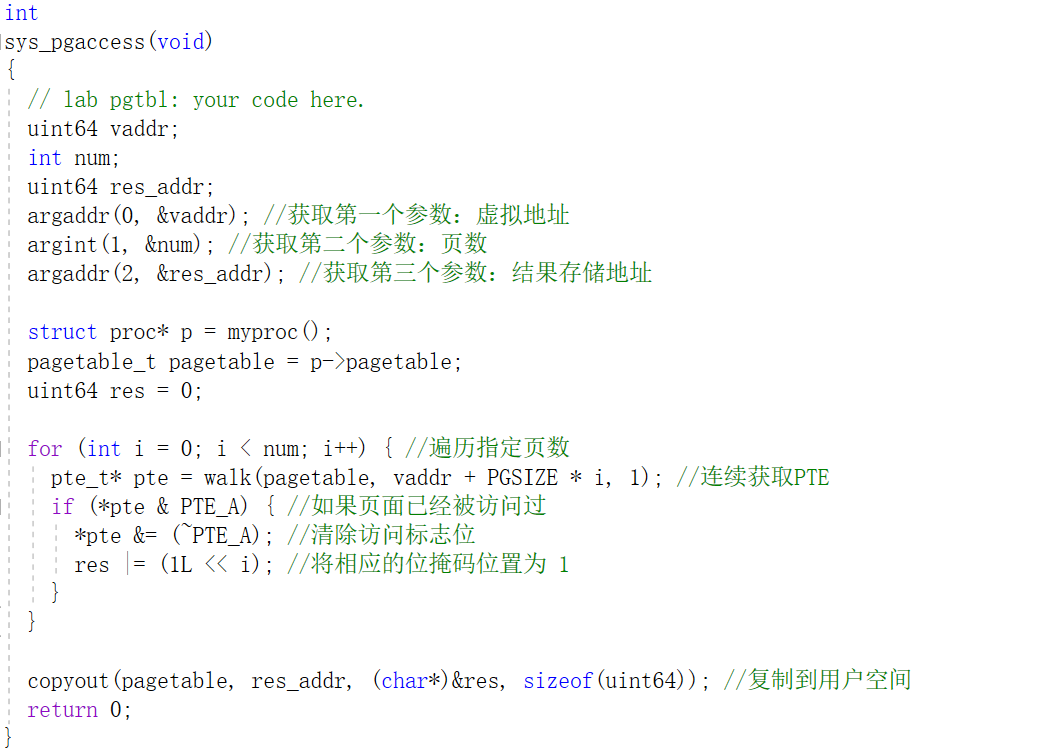 int
sys_pgaccess(void)
{
  // lab pgtbl: your code here.
  uint64 vaddr;
  int num;
  uint64 res_addr;
  argaddr(0, &vaddr); //获取第一个参数：虚拟地址
  argint(1, &num); //获取第二个参数：页数
  argaddr(2, &res_addr); //获取第三个参数：结果存储地址

  struct proc* p = myproc();
  pagetable_t pagetable = p->pagetable;
  uint64 res = 0;

  for (int i = 0; i < num; i++) { //遍历指定页数
    pte_t* pte = walk(pagetable, vaddr + PGSIZE * i, 1); //连续获取PTE
    if (*pte & PTE_A) { //如果页面已经被访问过
      *pte &= (~PTE_A); //清除访问标志位
      res |= (1L << i); //将相应的位掩码位置为 1
    }
  }

  copyout(pagetable, res_addr, (char*)&res, sizeof(uint64)); //复制到用户空间
  return 0;
}